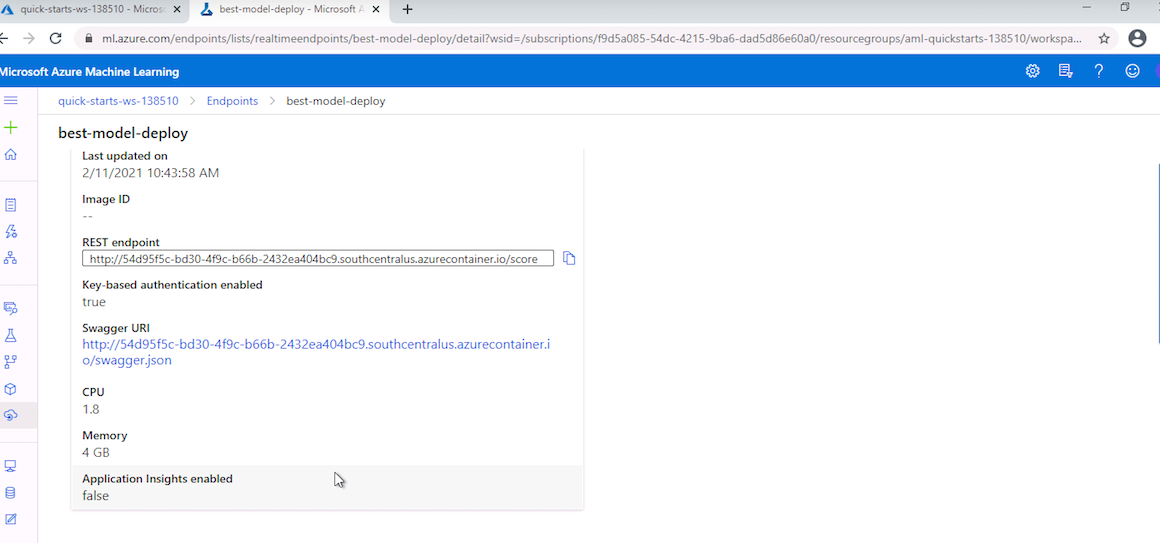 quick-starts-ws-138510 - Microso
best-model-deploy - Microsoft A
ml.azure.com/endpoints/lists/realtimeendpoints/best-model-deploy/detail?wsid=/subscriptions/f9d5a085-54dc-4215-9ba6-dad5d86e60a0/resourcegroups/aml-quickstarts-138510/workspa...
Microsoft Azure Machine Learning
quick-starts-ws-138510 > Endpoints > best-model-deploy
best-model-deploy
Last updated on
2/11/2021 10:43:58 AM
Image ID
--
REST endpoint
http://54d95f5c-bd30-4f9c-b66b-2432ea404bc9.southcentralus.azurecontainer.io/score
Key-based authentication enabled
true
Swagger URI
http://54d95f5c-bd30-4f9c-b66b-2432ea404bc9.southcentralus.azurecontainer.i
o/swagger.json
CPU
1.8
Memory
4 GB
Application Insights enabled
false